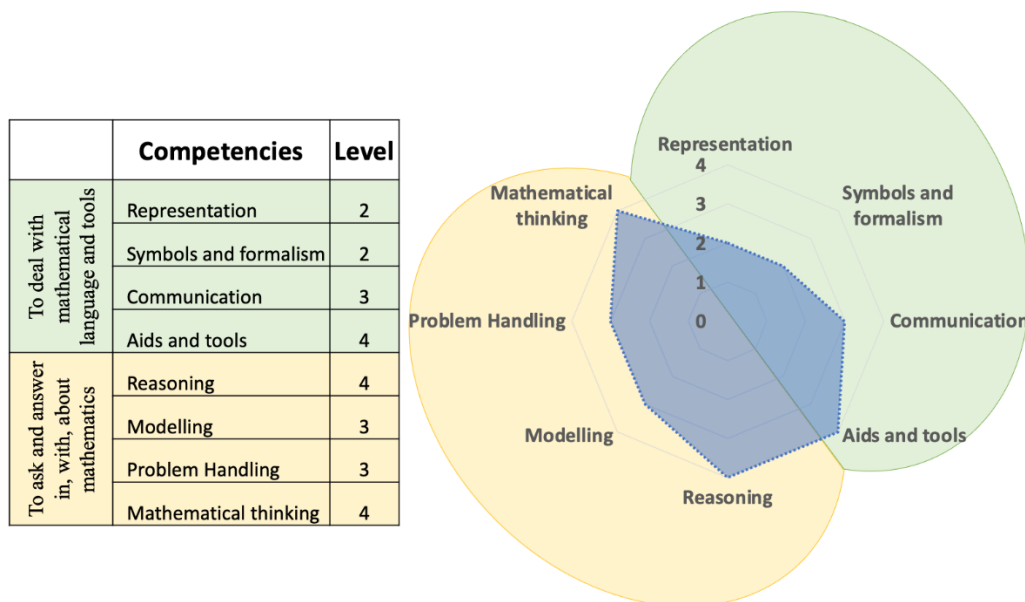 Competencies Level
To deal with
mathematical
language and tools
Representation 2
Symbols and formalism 2
Communication 3
Aids and tools 4
To ask and answer
in, with, about
mathematics
Reasoning 4
Modelling 3
Problem Handling 3
Mathematical thinking 4
Representation
4
3
2
1
0
Symbols and
formalism
Communication
Aids and tools
Reasoning
Modelling
Problem Handling
Mathematical
thinking